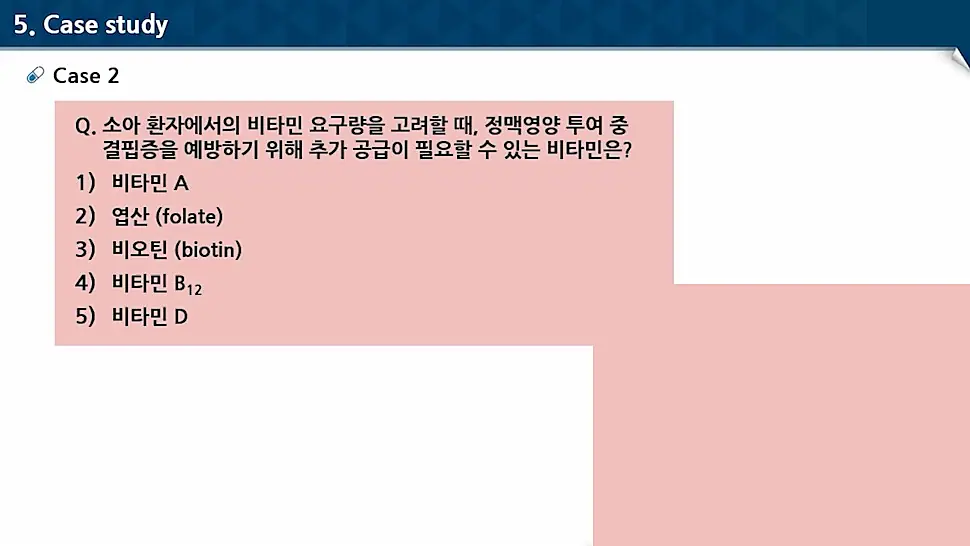 5. Case study
Case 2
Q. 소아 환자에서의 비타민 요구량을 고려할 때, 정맥영양 투여 중
결핍증을 예방하기 위해 추가 공급이 필요할 수 있는 비타민은?
1) 비타민 A
2) 엽산 (folate)
3) 비오틴 (biotin)
4) 비타민 B₁₂
5) 비타민 D